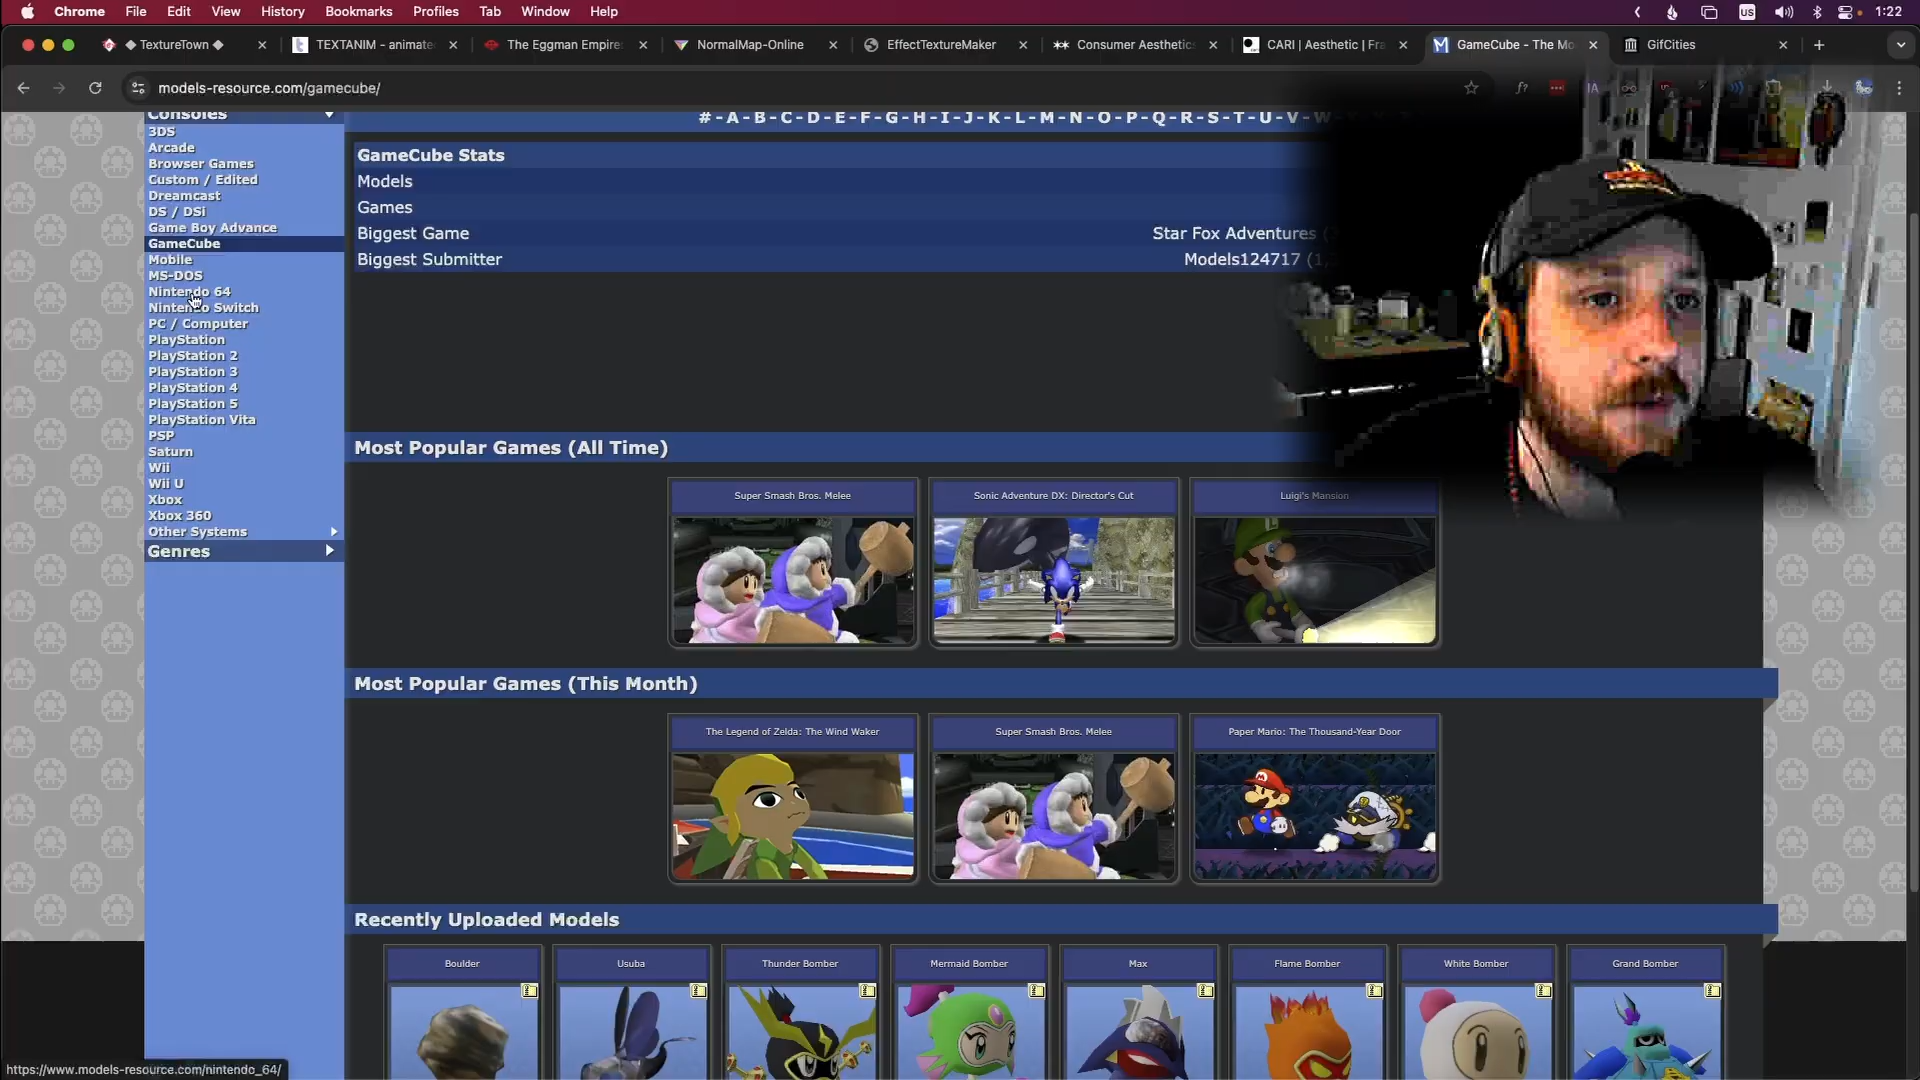 Chrome File Edit View History Bookmarks Profiles Tab Window Help US 1:22
◆ TextureTown ◆ TEXTANIM - animate The Eggman Empire NormalMap-Online EffectTextureMaker Consumer Aesthetic CARI | Aesthetic | Fra GameCube - The Mo GifCities
models-resource.com/gamecube/
Consoles
3DS
Arcade
Browser Games
Custom / Edited
Dreamcast
DS / DSi
Game Boy Advance
GameCube
Mobile
MS-DOS
Nintendo 64
Nintendo Switch
PC / Computer
PlayStation
PlayStation 2
PlayStation 3
PlayStation 4
PlayStation 5
PlayStation Vita
PSP
Saturn
Wii
Wii U
Xbox
Xbox 360
Other Systems
Genres
# - A - B - C - D - E - F - G - H - I - J - K - L - M - N - O - P - Q - R - S - T - U - V - W
GameCube Stats
Models
Games
Biggest Game Star Fox Adventures
Biggest Submitter Models124717 (1,
Most Popular Games (All Time)
Super Smash Bros. Melee Sonic Adventure DX: Director's Cut Luigi's Mansion
Most Popular Games (This Month)
The Legend of Zelda: The Wind Waker Super Smash Bros. Melee Paper Mario: The Thousand-Year Door
Recently Uploaded Models
Boulder Usuba Thunder Bomber Mermaid Bomber Max Flame Bomber White Bomber Grand Bomber
https://www.models-resource.com/nintendo_64/